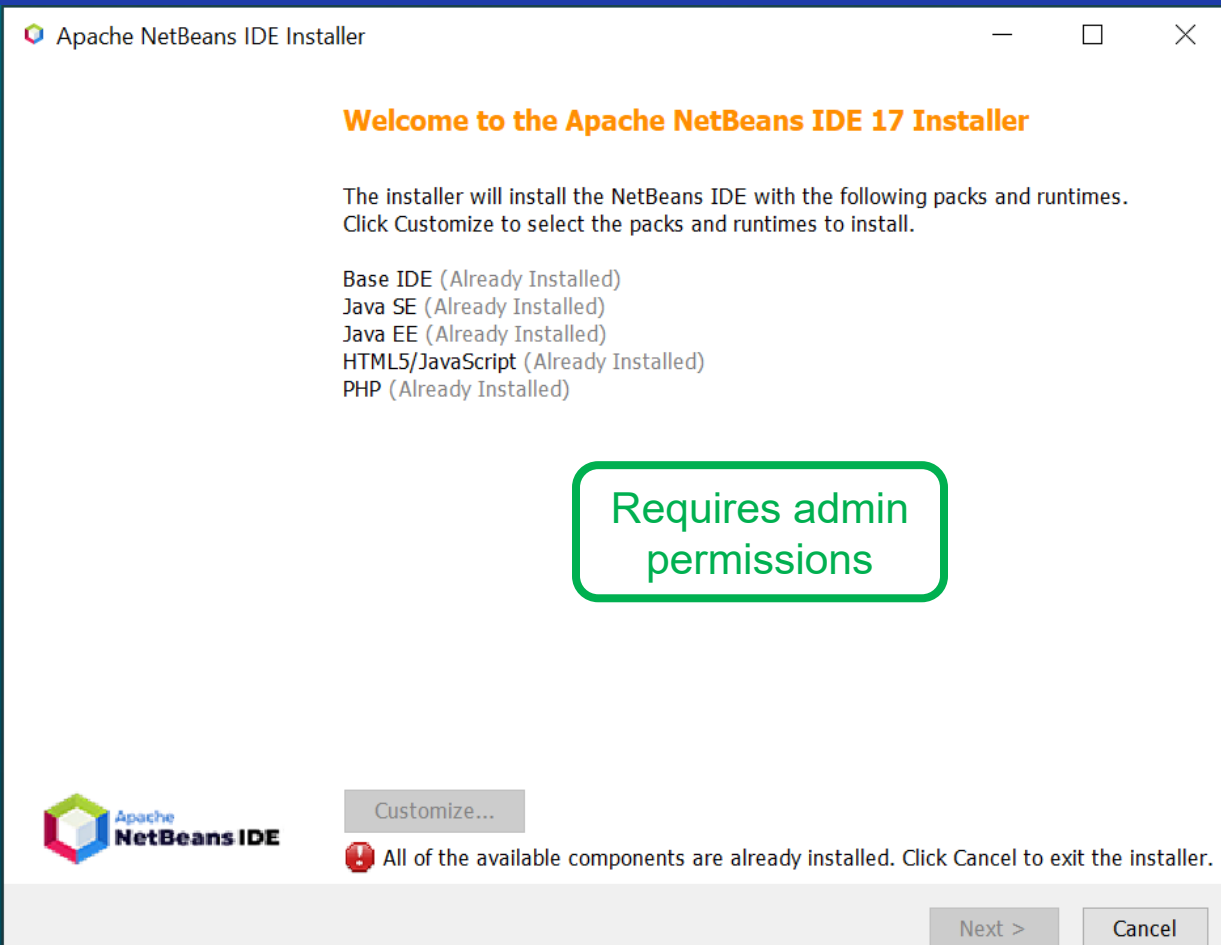 Apache NetBeans IDE Installer
Welcome to the Apache NetBeans IDE 17 Installer
The installer will install the NetBeans IDE with the following packs and runtimes.
Click Customize to select the packs and runtimes to install.
Base IDE (Already Installed)
Java SE (Already Installed)
Java EE (Already Installed)
HTML5/JavaScript (Already Installed)
PHP (Already Installed)
Requires admin
permissions
Customize...
Apache
NetBeans IDE
All of the available components are already installed. Click Cancel to exit the installer.
Next >
Cancel